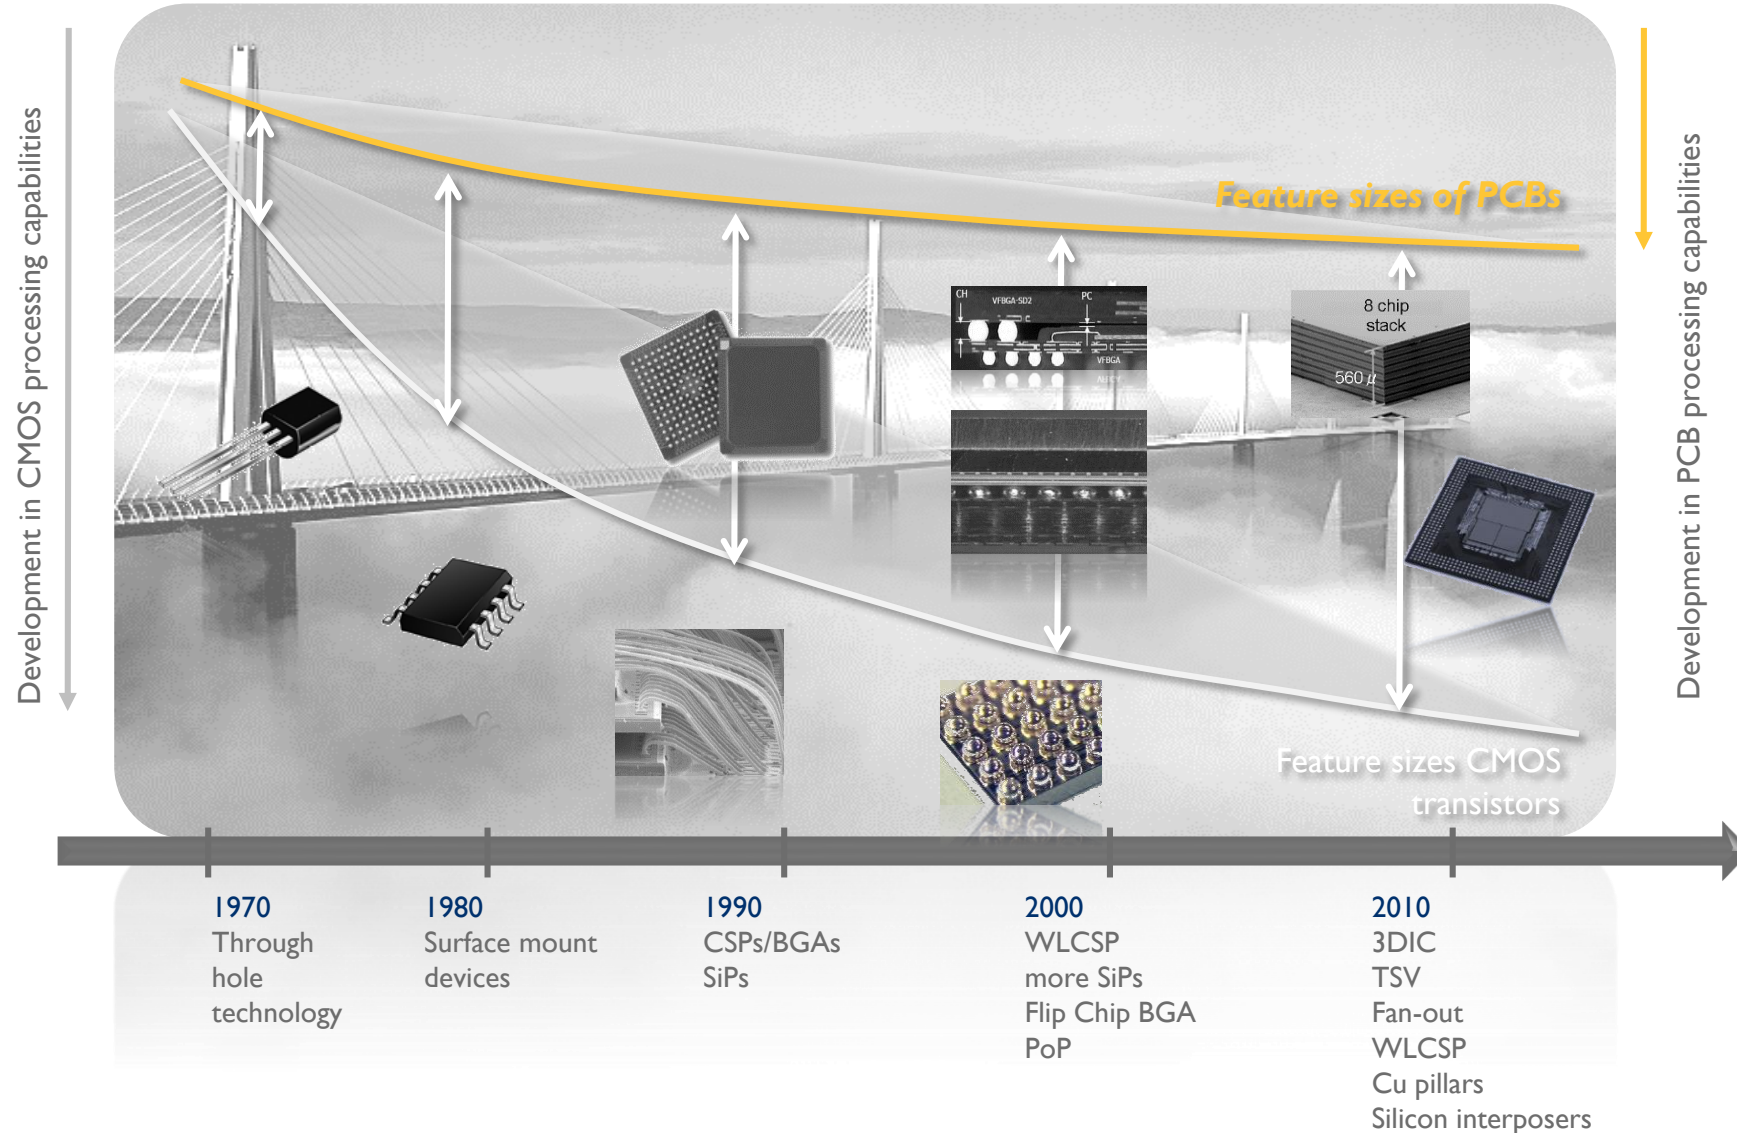 Development in CMOS processing capabilities
Feature sizes of PCBs
Development in PCB processing capabilities
CH
VFBGA-SD2
PC
C
C
VFBGA
8 chip
stack
560 μ
Feature sizes CMOS
transistors
1970
Through
hole
technology
1980
Surface mount
devices
1990
CSPs/BGAs
SiPs
2000
WLCSP
more SiPs
Flip Chip BGA
PoP
2010
3DIC
TSV
Fan-out
WLCSP
Cu pillars
Silicon interposers